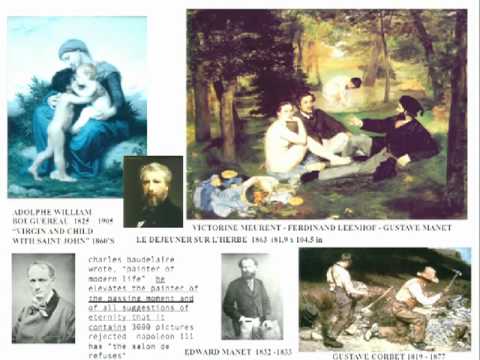 VICTORINE MEURENT - FERDINAND LEENHOF - GUSTAVE MANET
ADOLPHE WILLIAM
BOUGUEREAU 1825 - 1905
"VIRGIN AND CHILD
WITH SAINT JOHN" 1860'S
LE DEJEUNER SUR L'HERBE 1863 (81.9 x 104.5 in
charles baudelaire
wrote, "painter of
modern life" he
elevates the painter of
the passing moment and
of all suggestions of
eternity that it
contains 3000 pictures
rejected napoleon III
has "the salon de
refuses"
EDWARD MANET 1832 -1833
GUSTAVE CORBET 1819 - 1877